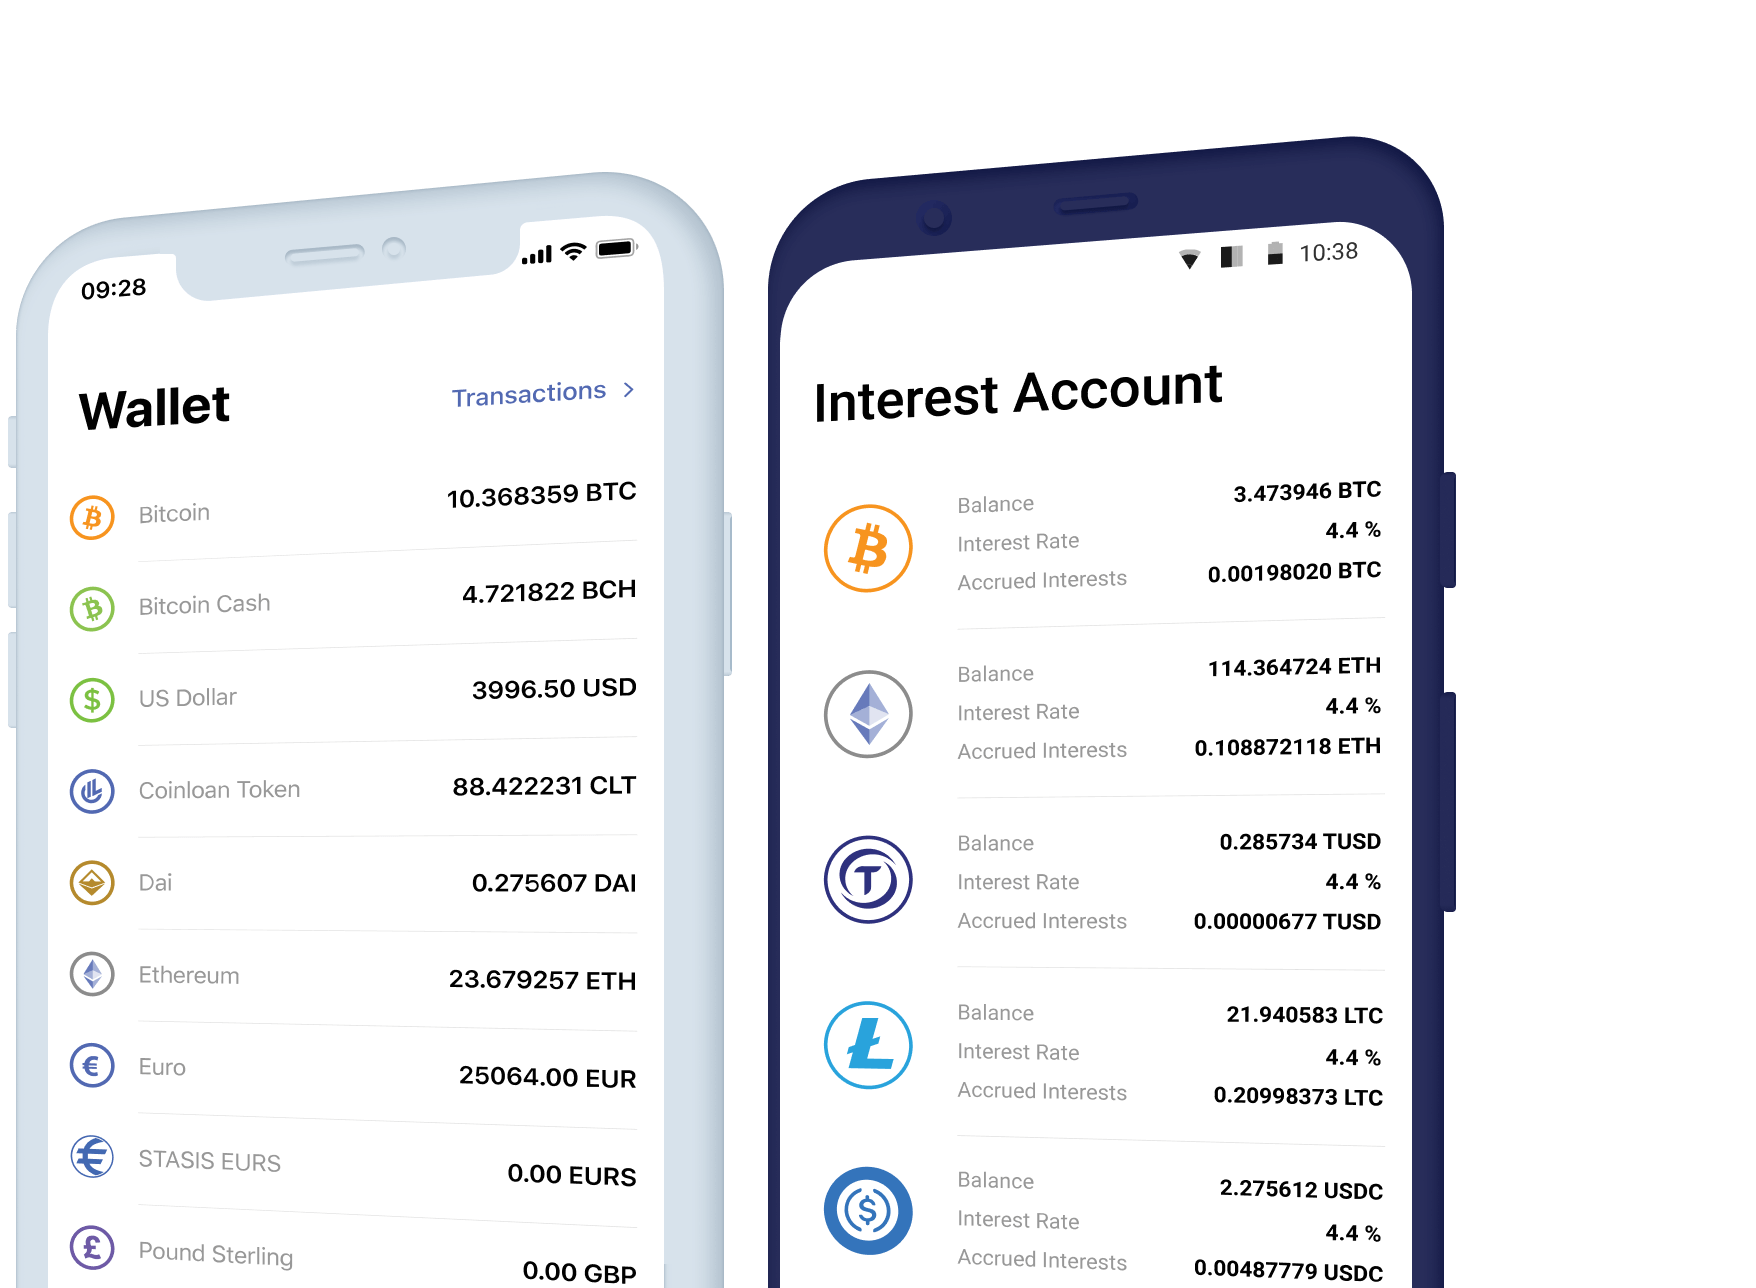 09:28
Wallet
Transactions >
Bitcoin 10.368359 BTC
Bitcoin Cash 4.721822 BCH
US Dollar 3996.50 USD
Coinloan Token 88.422231 CLT
Dai 0.275607 DAI
Ethereum 23.679257 ETH
Euro 25064.00 EUR
STASIS EURS 0.00 EURS
Pound Sterling 0.00 GBP
10:38
Interest Account
Balance 3.473946 BTC
Interest Rate 4.4 %
Accrued Interests 0.00198020 BTC
Balance 114.364724 ETH
Interest Rate 4.4 %
Accrued Interests 0.108872118 ETH
Balance 0.285734 TUSD
Interest Rate 4.4 %
Accrued Interests 0.00000677 TUSD
Balance 21.940583 LTC
Interest Rate 4.4 %
Accrued Interests 0.20998373 LTC
Balance 2.275612 USDC
Interest Rate 4.4 %
Accrued Interests 0.00487779 USDC